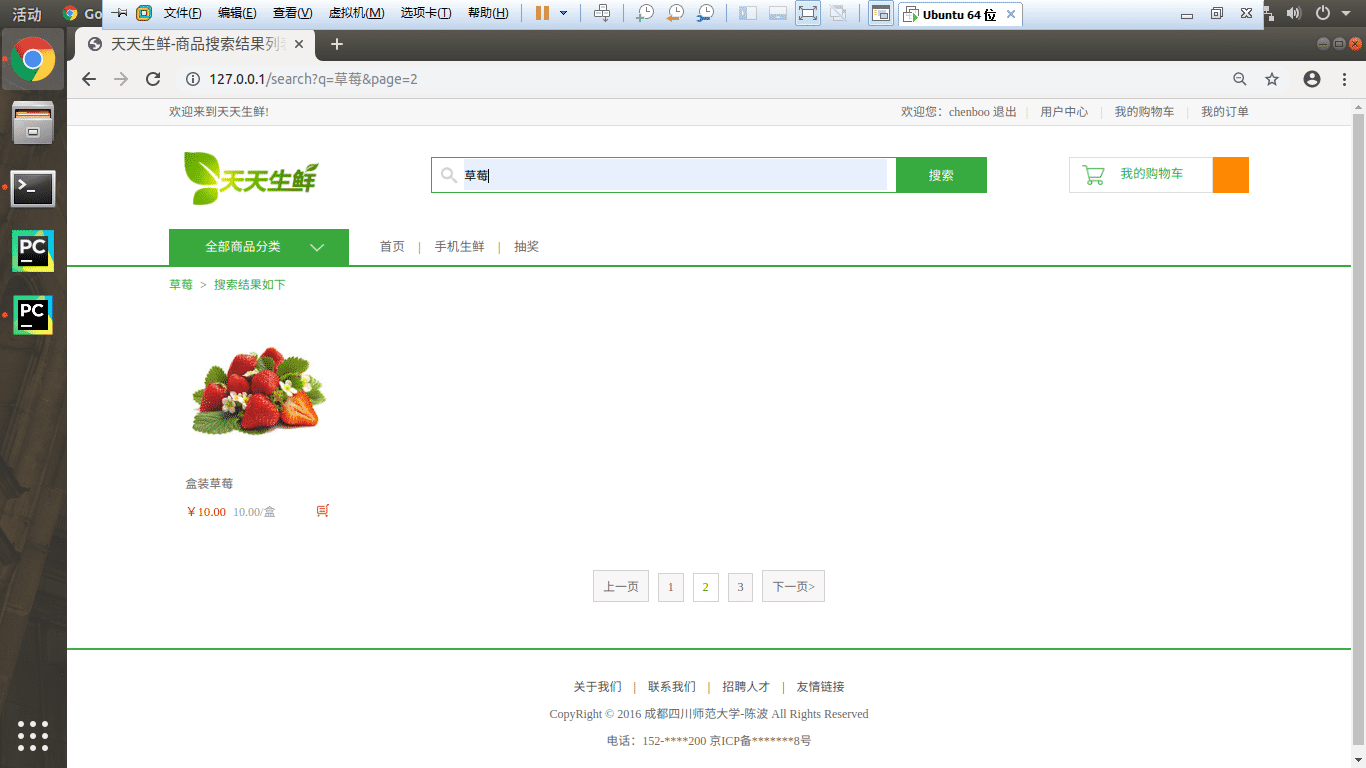 活动
Go
文件(F) 编辑(E) 查看(V) 虚拟机(M) 选项卡(T) 帮助(H)
Ubuntu 64 位
天天生鲜-商品搜索结果列
127.0.0.1/search?q=草莓&page=2
欢迎来到天天生鲜!
欢迎您：chenboo 退出 | 用户中心 | 我的购物车 | 我的订单
天天生鲜
草莓
搜索
我的购物车
全部商品分类
首页 | 手机生鲜 | 抽奖
草莓 > 搜索结果如下
盒装草莓
￥10.00 10.00/盒
上一页 1 2 3 下一页>
关于我们 | 联系我们 | 招聘人才 | 友情链接
CopyRight © 2016 成都四川师范大学-陈波 All Rights Reserved
电话：152-****200 京ICP备*******8号
PC
PC